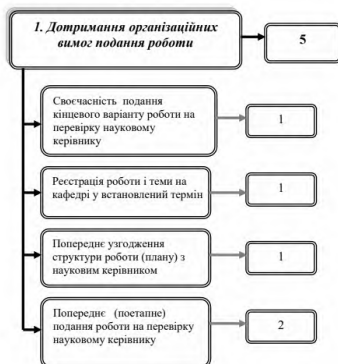 1. Дотримання організаційних
вимог подання роботи
5
Своєчасність подання
кінцевого варіанту роботи на
перевірку науковому
керівнику
1
Реєстрація роботи і теми на
кафедрі у встановлений термін
1
Попереднє узгодження
структури роботи (плану) з
науковим керівником
1
Попереднє (поетапне)
подання роботи на перевірку
науковому керівнику
2